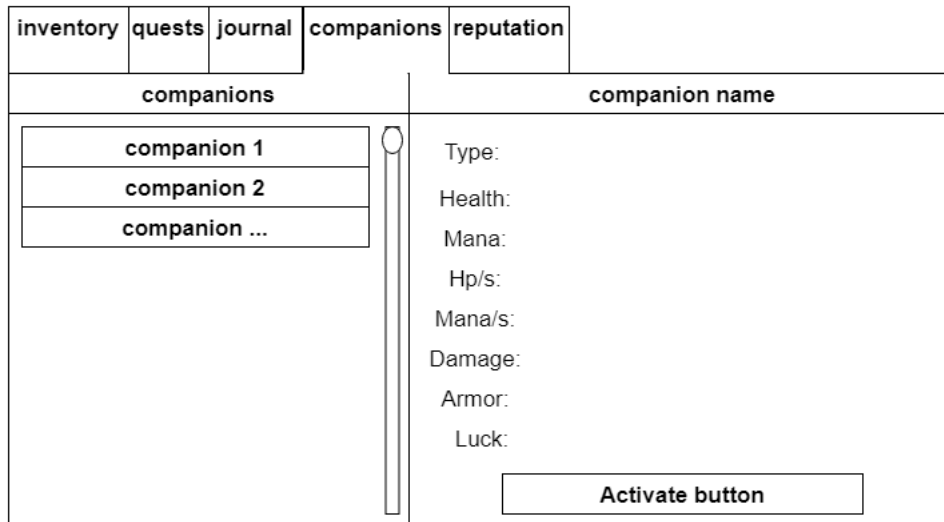 inventory quests journal companions reputation
companions
companion name
companion 1
companion 2
companion ...
Type:
Health:
Mana:
Hp/s:
Mana/s:
Damage:
Armor:
Luck:
Activate button